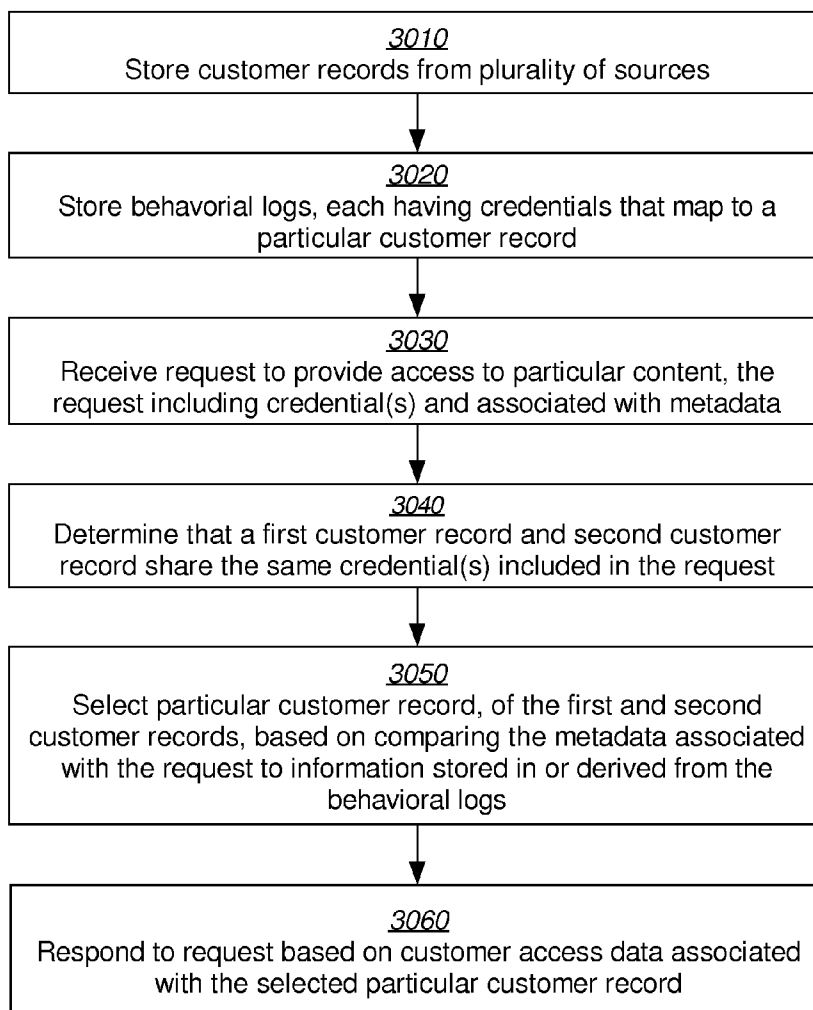 3010
Store customer records from plurality of sources
3020
Store behavorial logs, each having credentials that map to a
particular customer record
3030
Receive request to provide access to particular content, the
request including credential(s) and associated with metadata
3040
Determine that a first customer record and second customer
record share the same credential(s) included in the request
3050
Select particular customer record, of the first and second
customer records, based on comparing the metadata associated
with the request to information stored in or derived from the
behavioral logs
3060
Respond to request based on customer access data associated
with the selected particular customer record